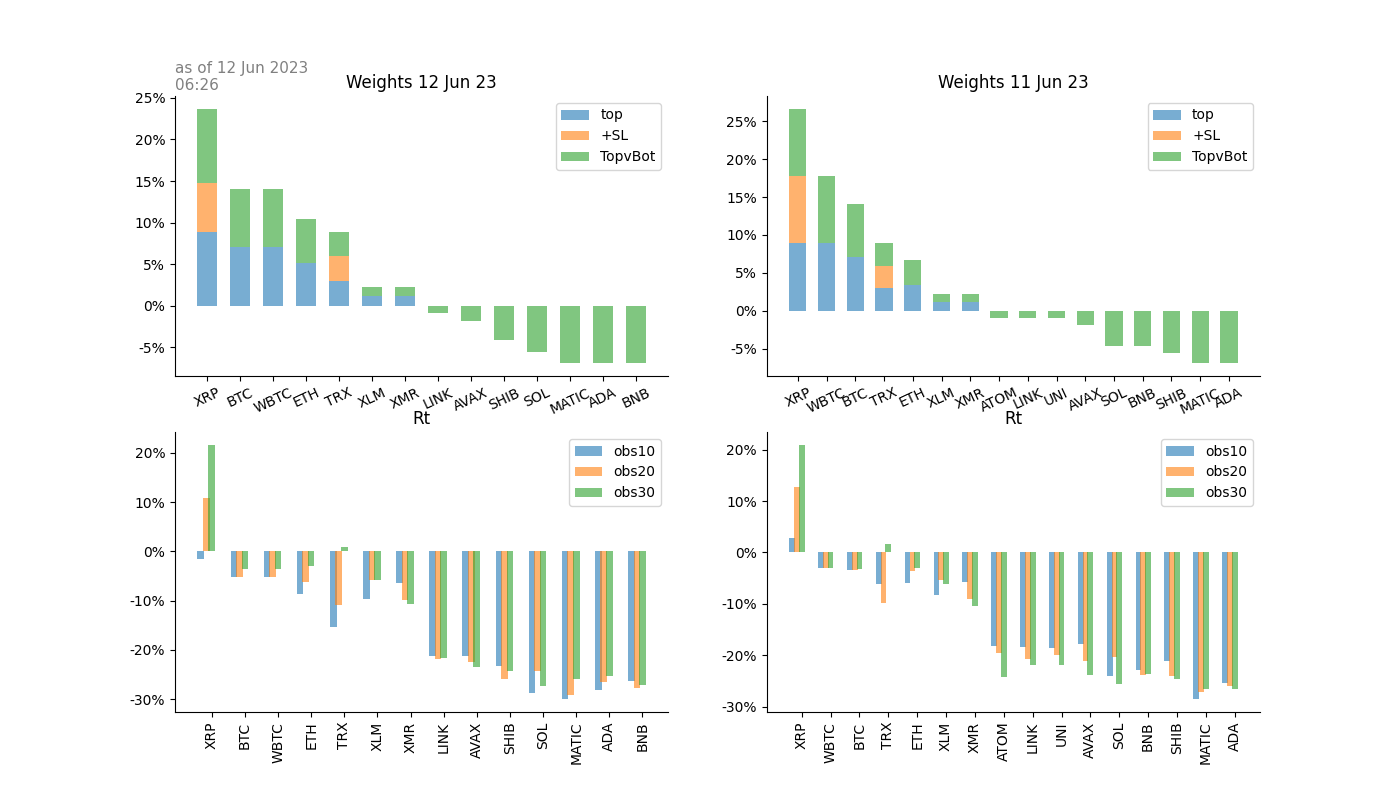 as of 12 Jun 2023
06:26
Weights 12 Jun 23
25%
20%
15%
10%
5%
0%
-5%
top
+SL
TopvBot
XRP BTC WBTC ETH TRX XLM XMR LINK AVAX SHIB SOL MATIC ADA BNB
Weights 11 Jun 23
25%
20%
15%
10%
5%
0%
-5%
top
+SL
TopvBot
XRP WBTC BTC TRX ETH XLM XMR ATOM LINK UNI AVAX SOL BNB SHIB MATIC ADA
Rt
20%
10%
0%
-10%
-20%
-30%
obs10
obs20
obs30
XRP BTC WBTC ETH TRX XLM XMR LINK AVAX SHIB SOL MATIC ADA BNB
Rt
20%
10%
0%
-10%
-20%
-30%
obs10
obs20
obs30
XRP WBTC BTC TRX ETH XLM XMR ATOM LINK UNI AVAX SOL BNB SHIB MATIC ADA